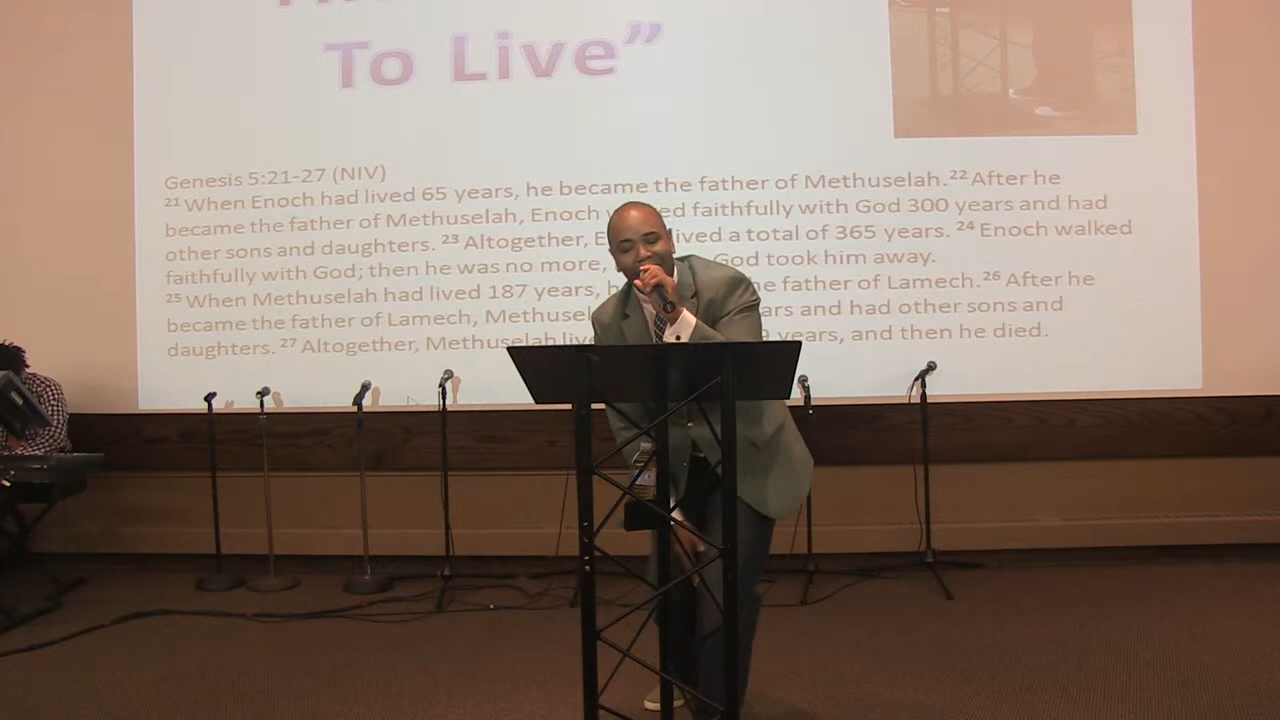 To Live”
Genesis 5:21-27 (NIV)
21 When Enoch had lived 65 years, he became the father of Methuselah. 22 After he
became the father of Methuselah, Enoch faithfully with God 300 years and had
other sons and daughters. 23 Altogether, lived a total of 365 years. 24 Enoch walked
faithfully with God; then he was no more, God took him away.
25 When Methuselah had lived 187 years, the father of Lamech. 26 After he
became the father of Lamech, and had other sons and
daughters. 27 Altogether, Methuselah years, and then he died.